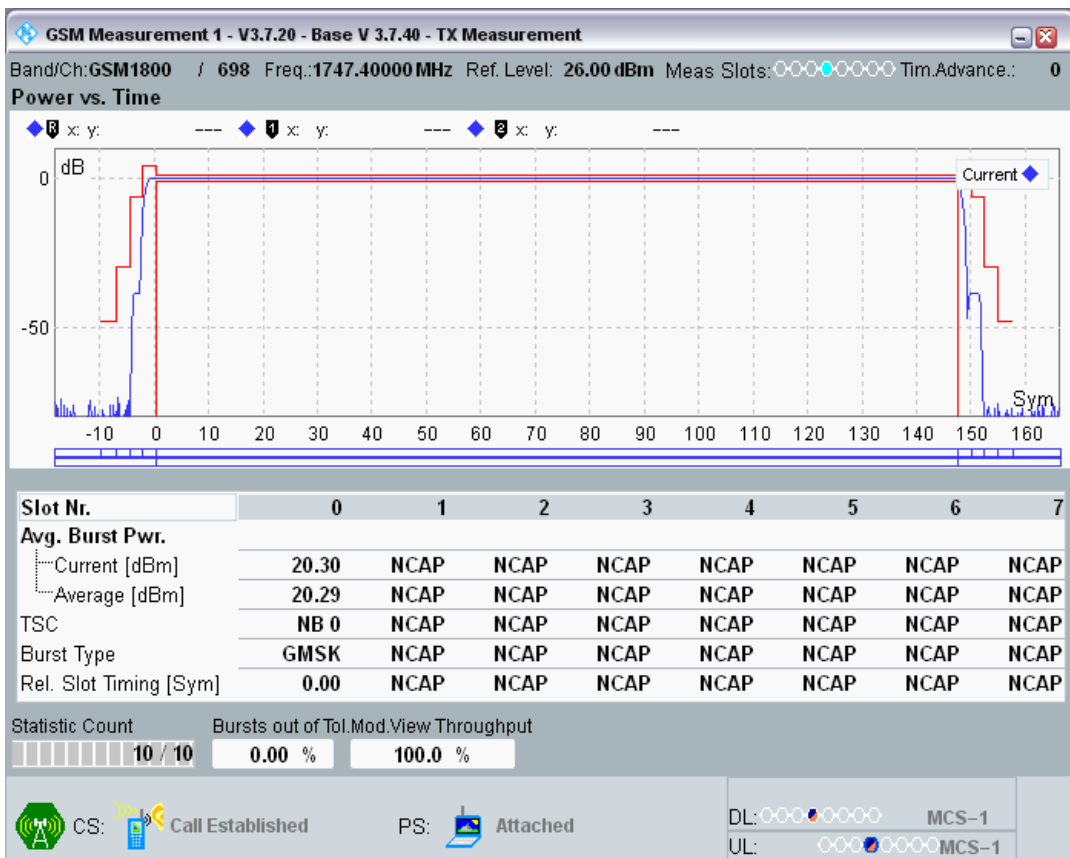 GSM Measurement 1 - V3.7.20 - Base V 3.7.40 - TX Measurement
Band/Ch:GSM1800 / 698 Freq.:1747.40000 MHz Ref. Level: 26.00 dBm Meas Slots: Tim.Advance.: 0
Power vs. Time
R x: y: --- 1 x: y: --- 2 x: y: ---
dB
Current
0
-50
Sym
-10 0 10 20 30 40 50 60 70 80 90 100 110 120 130 140 150 160
Slot Nr. 0 1 2 3 4 5 6 7
Avg. Burst Pwr.
Current [dBm] 20.30 NCAP NCAP NCAP NCAP NCAP NCAP NCAP
Average [dBm] 20.29 NCAP NCAP NCAP NCAP NCAP NCAP NCAP
TSC NB 0 NCAP NCAP NCAP NCAP NCAP NCAP NCAP
Burst Type GMSK NCAP NCAP NCAP NCAP NCAP NCAP NCAP
Rel. Slot Timing [Sym] 0.00 NCAP NCAP NCAP NCAP NCAP NCAP NCAP
Statistic Count Bursts out of Tol.Mod.View Throughput
10 / 10 0.00 % 100.0 %
CS: Call Established PS: Attached
DL: MCS-1
UL: MCS-1